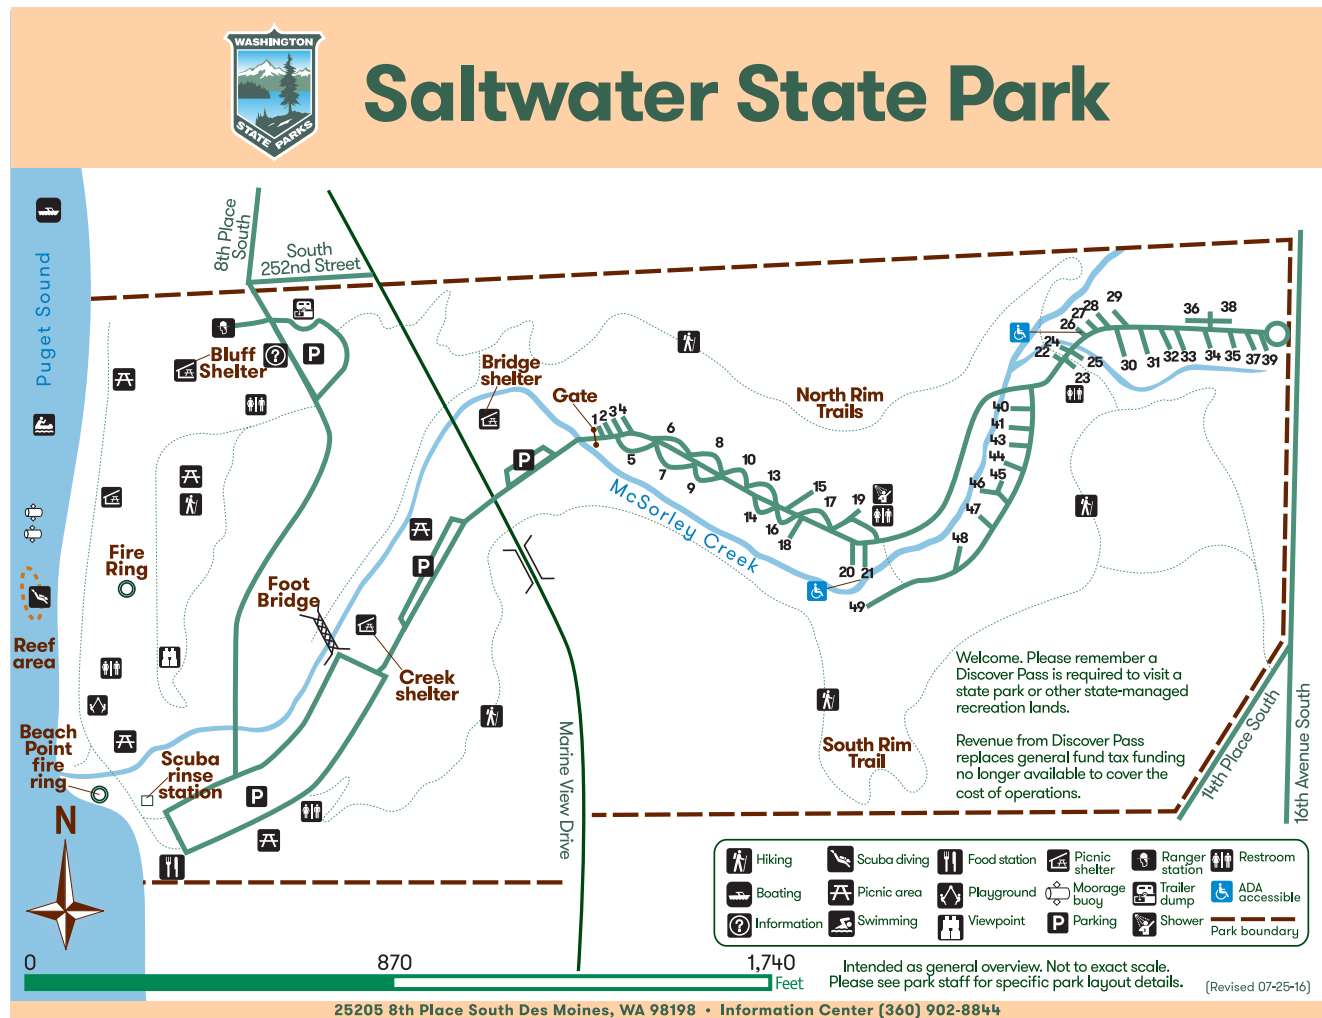 WASHINGTON
STATE PARKS
Saltwater State Park
8th Place
South
South
252nd Street
Puget Sound
Bluff
Shelter
Bridge
shelter
Gate
North Rim
Trails
McSorley Creek
1
2
3
4
5
6
7
8
9
10
13
14
15
16
17
18
19
20
21
22
23
24
25
26
27
28
29
30
31
32
33
34
35
36
37
38
39
40
41
43
44
45
46
47
48
49
P
P
P
P
?
Fire
Ring
Foot
Bridge
Reef
area
Creek
shelter
Beach
Point
fire
ring
Scuba
rinse
station
South Rim
Trail
Marine View Drive
14th Place South
16th Avenue South
Welcome. Please remember a
Discover Pass is required to visit a
state park or other state-managed
recreation lands.
Revenue from Discover Pass
replaces general fund tax funding
no longer available to cover the
cost of operations.
N
Hiking
Scuba diving
Food station
Picnic
shelter
Ranger
station
Restroom
Boating
Picnic area
Playground
Moorage
buoy
Trailer
dump
ADA
accessible
?
Information
Swimming
Viewpoint
P
Parking
Shower
Park boundary
0
870
1,740
Feet
Intended as general overview. Not to exact scale.
Please see park staff for specific park layout details.
(Revised 07-25-16)
25205 8th Place South Des Moines, WA 98198 • Information Center (360) 902-8844